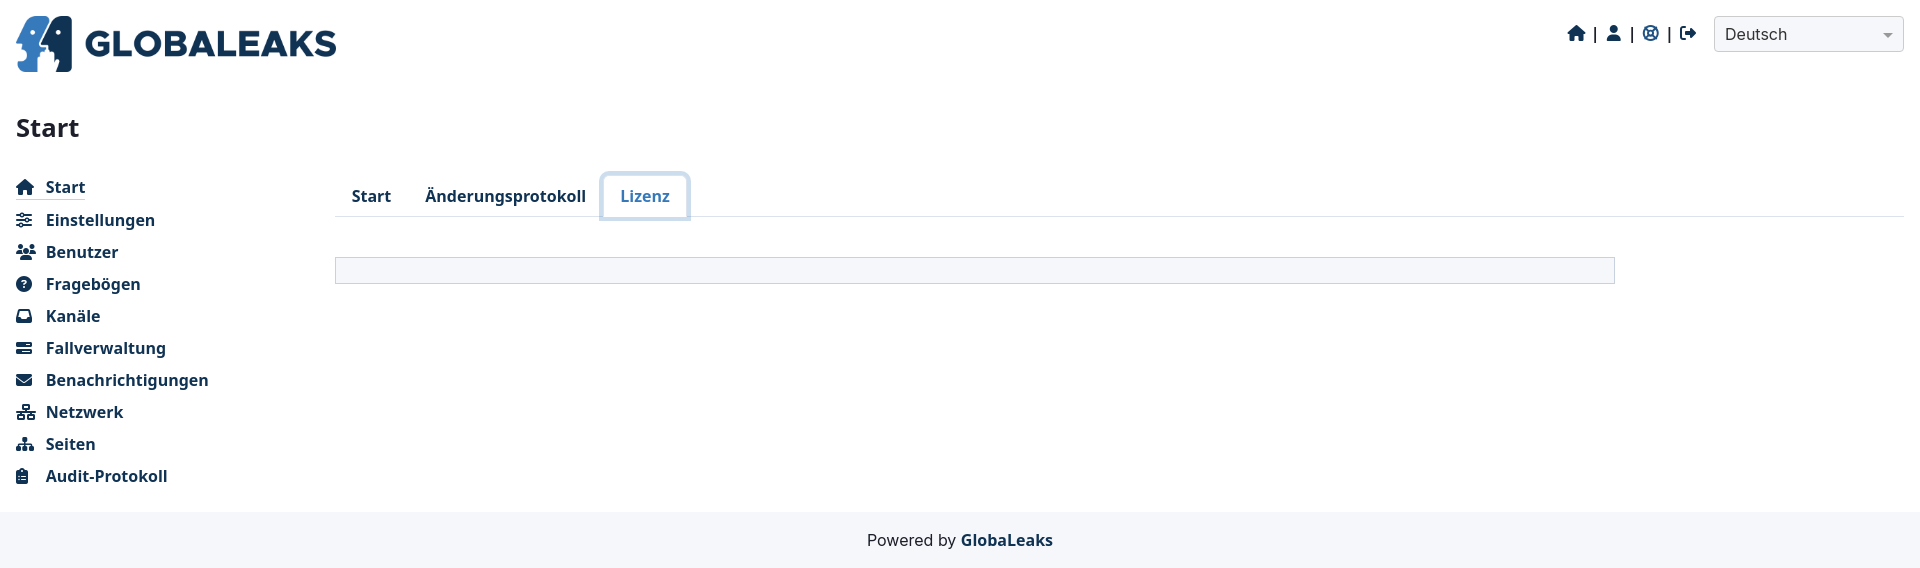 GLOBALEAKS
| | | Deutsch
Start
Start
Einstellungen
Benutzer
Fragebögen
Kanäle
Fallverwaltung
Benachrichtigungen
Netzwerk
Seiten
Audit-Protokoll
Start Änderungsprotokoll Lizenz
Powered by GlobaLeaks